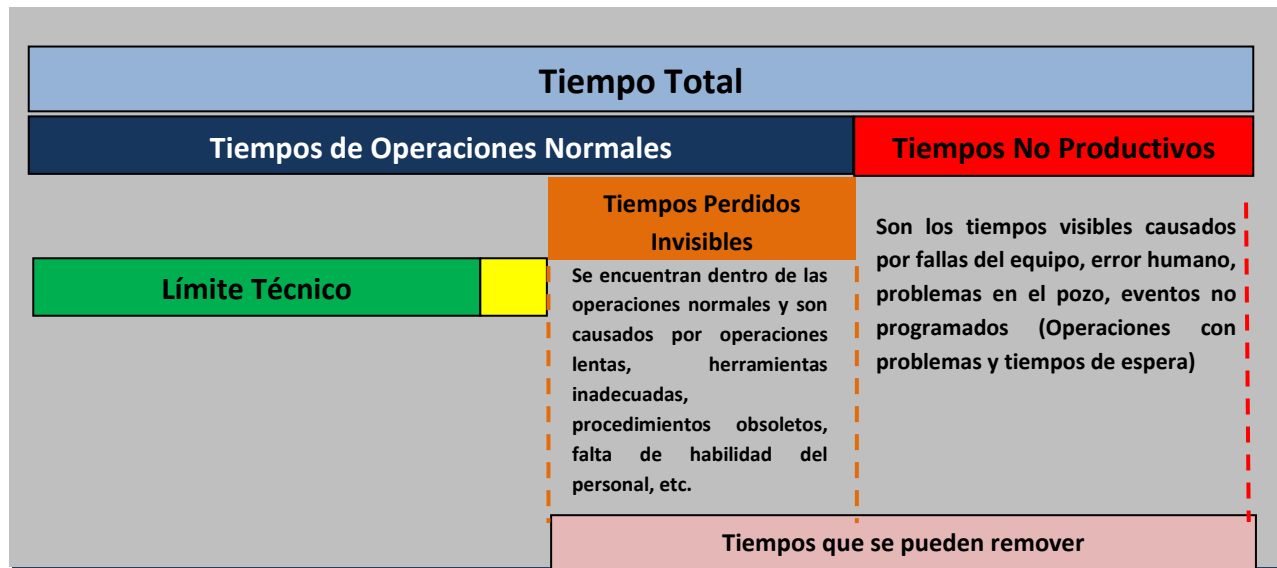 Tiempo Total
Tiempos de Operaciones Normales
Tiempos No Productivos
Tiempos Perdidos
Invisibles
Límite Técnico
Se encuentran dentro de las
operaciones normales y son
causados por operaciones
lentas, herramientas
inadecuadas,
procedimientos obsoletos,
falta de habilidad del
personal, etc.
Son los tiempos visibles causados
por fallas del equipo, error humano,
problemas en el pozo, eventos no
programados (Operaciones con
problemas y tiempos de espera)
Tiempos que se pueden remover